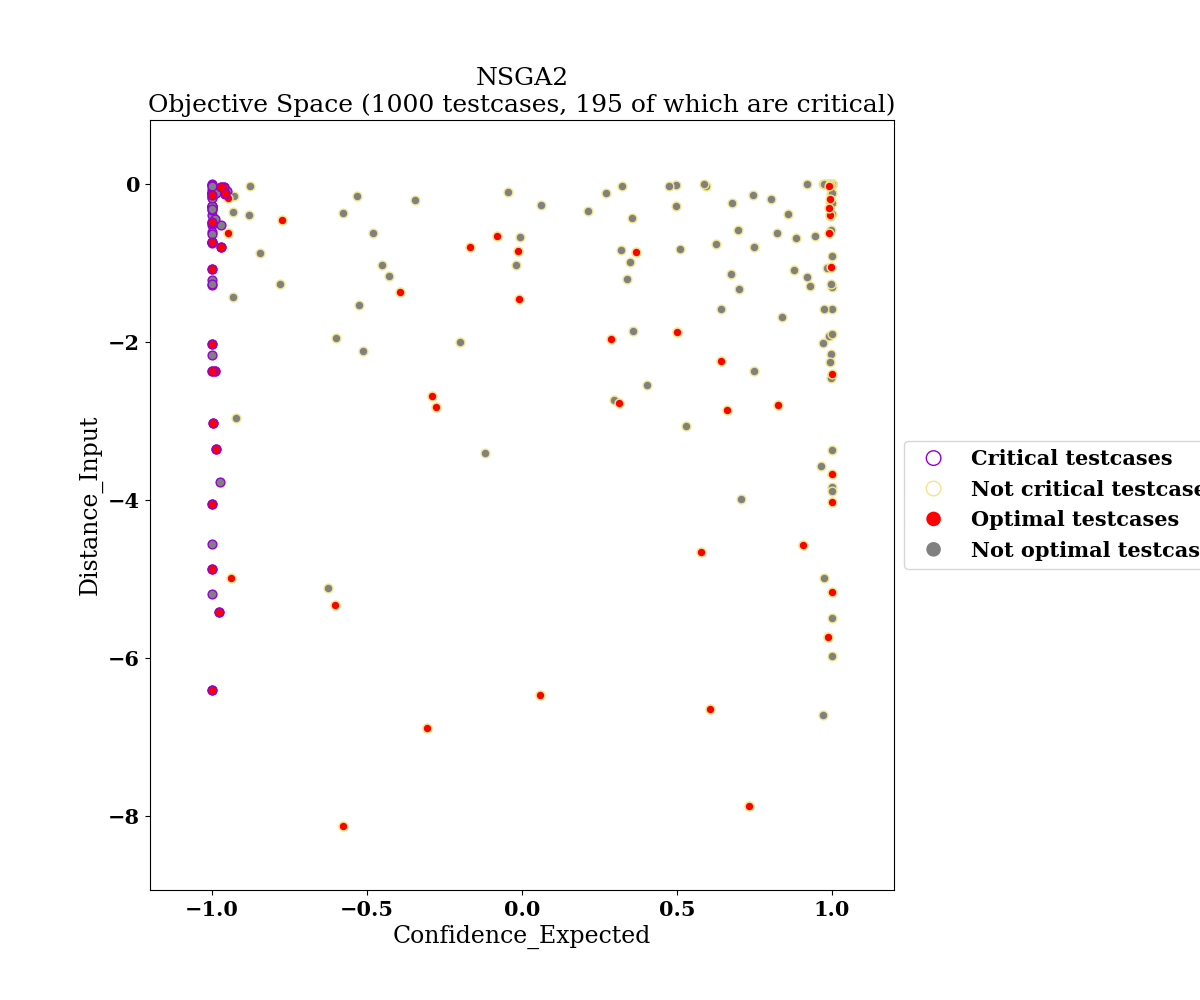 NSGA2
Objective Space (1000 testcases, 195 of which are critical)
0
−2
−4
−6
−8
Distance_Input
−1.0 −0.5 0.0 0.5 1.0
Confidence_Expected
Critical testcases
Not critical testcase
Optimal testcases
Not optimal testcas